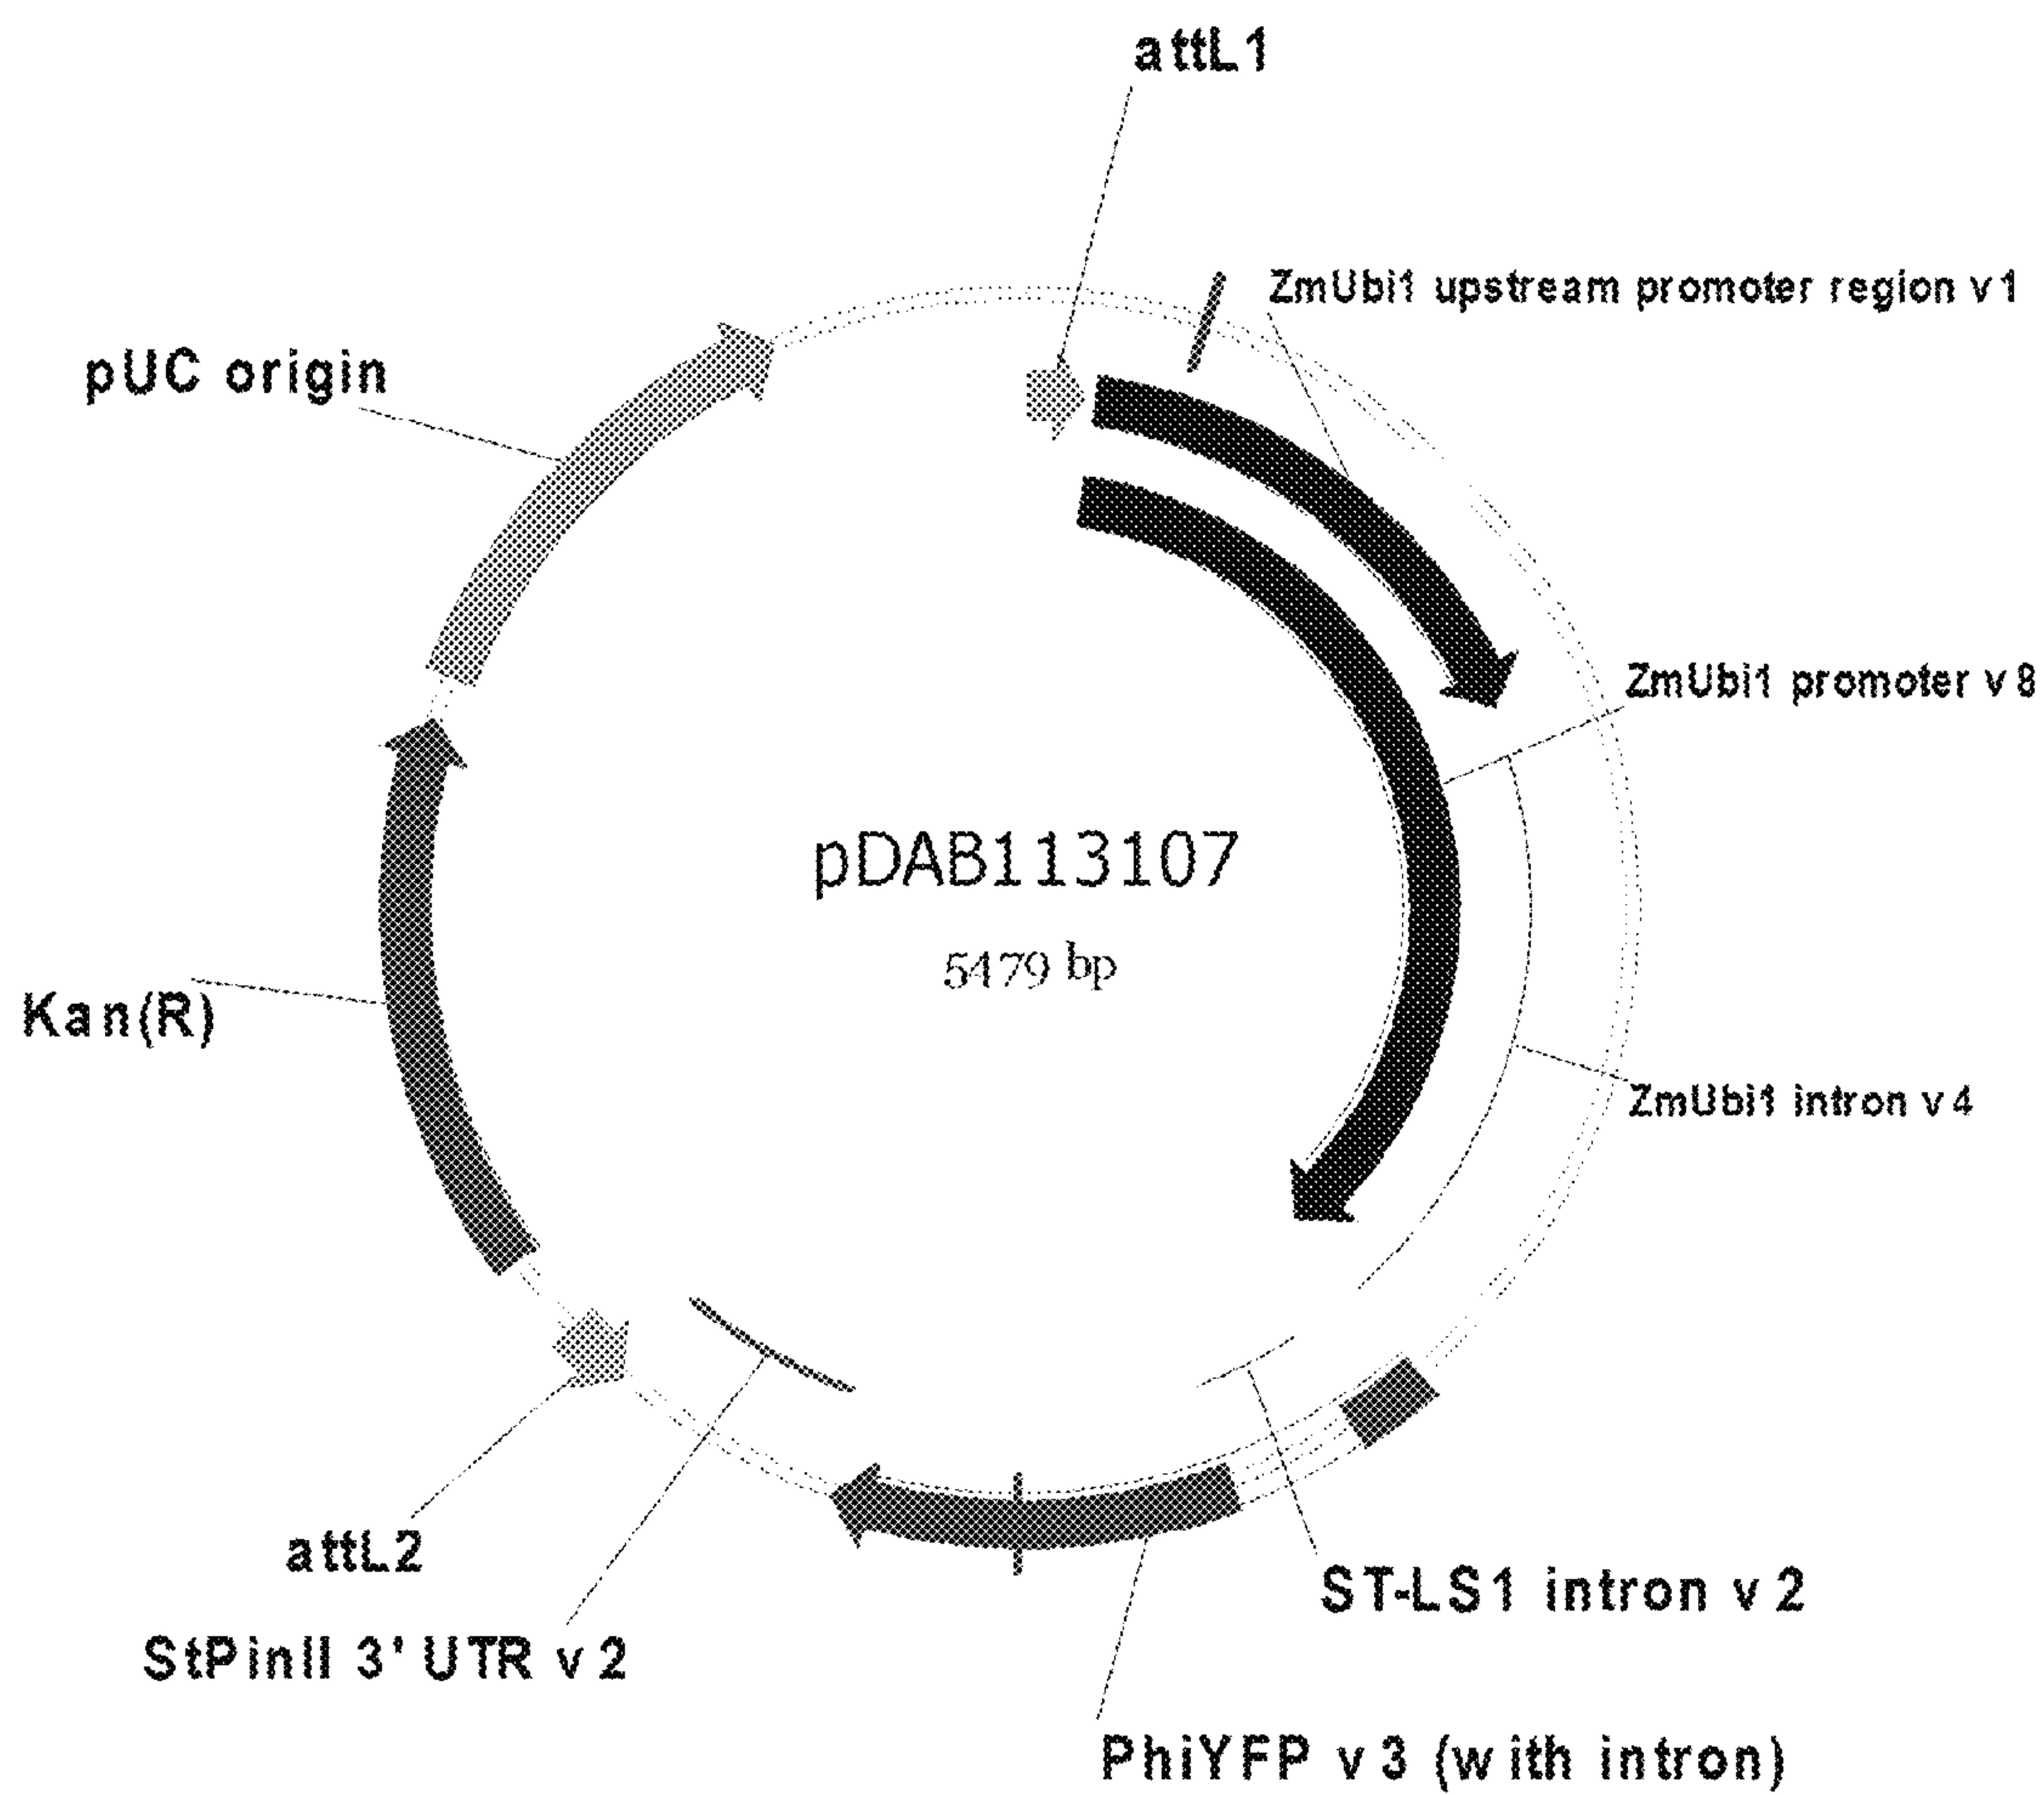 attL1
ZmUbi1 upstream promoter region v1
pUC origin
ZmUbi1 promoter v8
pDAB113107
5479 bp
Kan(R)
ZmUbi1 intron v4
attL2
ST-LS1 intron v2
StPinII 3' UTR v2
PhiYFP v3 (with intron)